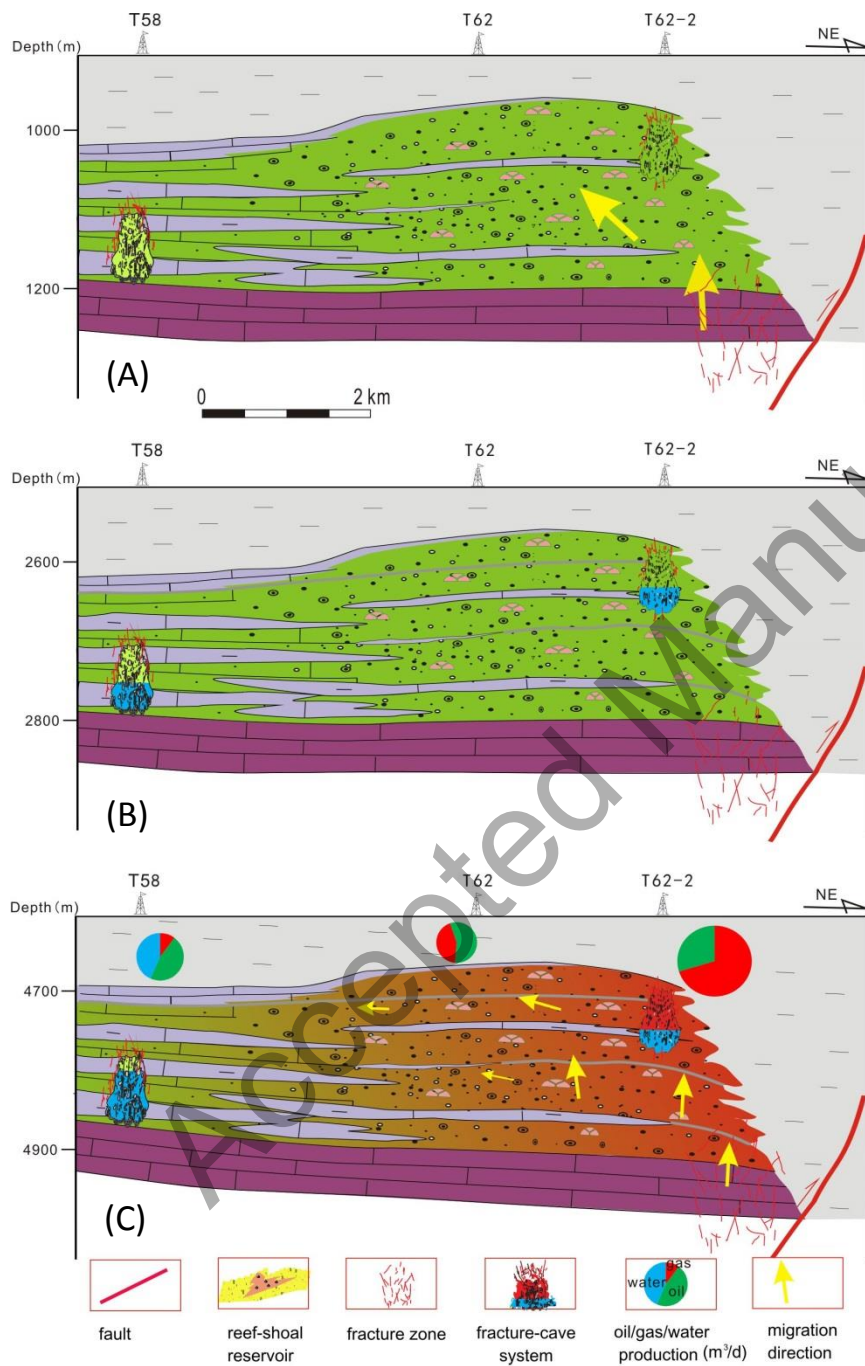 T58 T62 T62-2
Depth(m) NE
1000
1200
(A)
0 2 km
T58 T62 T62-2
Depth(m) NE
2600
2800
(B)
T58 T62 T62-2
Depth(m) NE
4700
4900
(C)
gas
water oil
fault reef-shoal reservoir fracture zone fracture-cave system oil/gas/water production (m³/d) migration direction
Accepted Manu